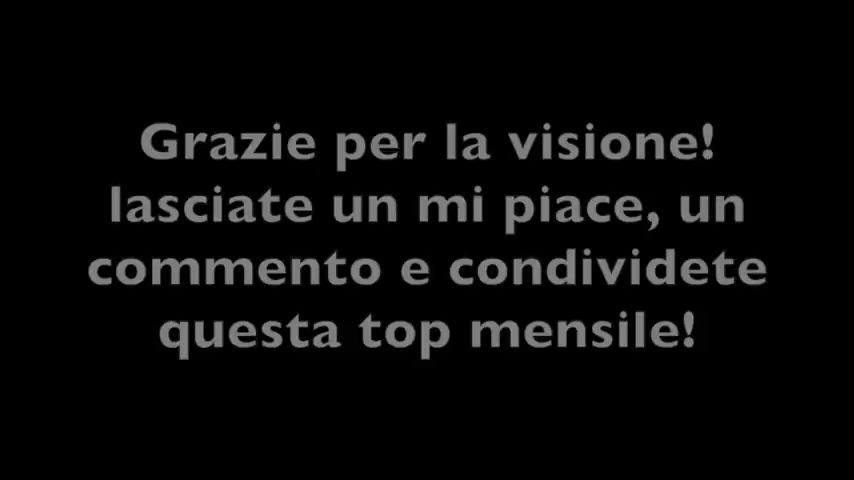 Grazie per la visione!
lasciate un mi piace, un
commento e condividete
questa top mensile!